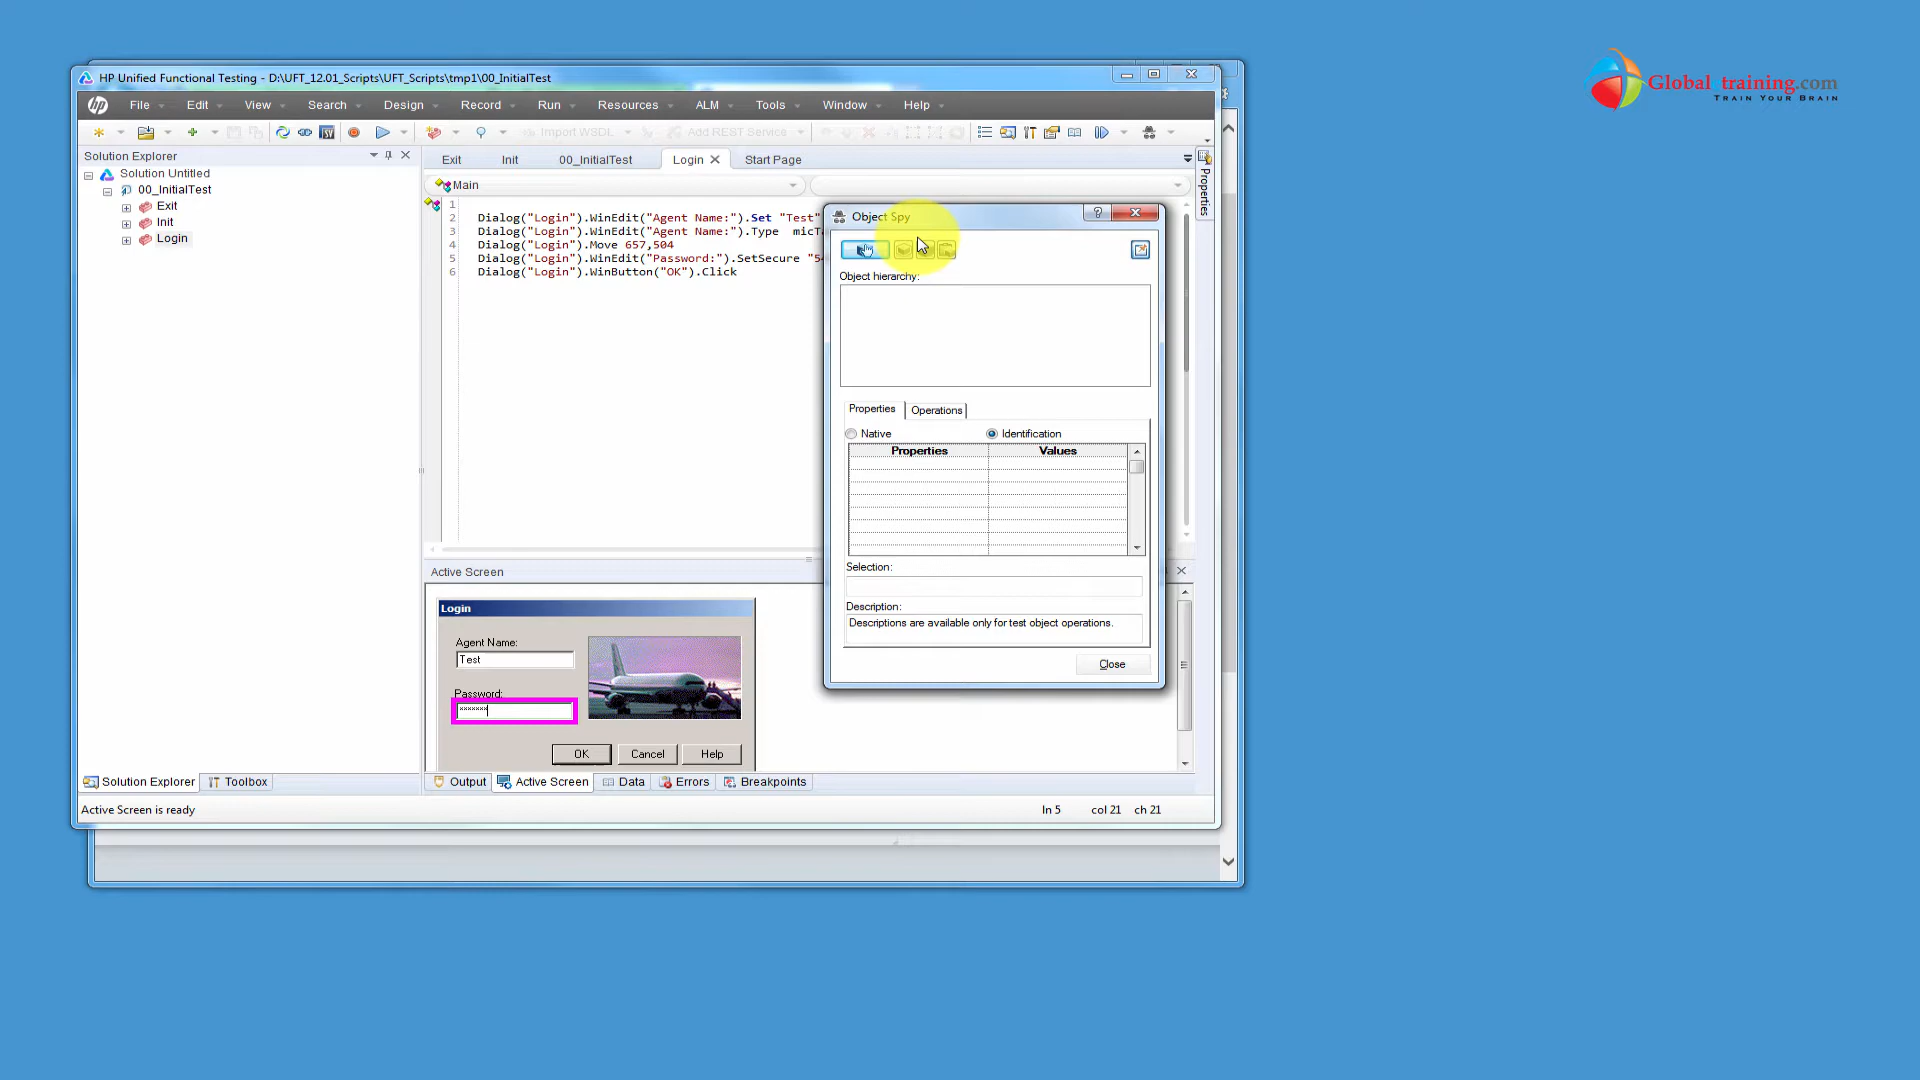 Global training.com
TRAIN YOUR BRAIN
HP Unified Functional Testing - D:\UFT_12.01_Scripts\UFT_Scripts\tmp1\00_InitialTest
File Edit View Search Design Record Run Resources ALM Tools Window Help
Import WSDL Add REST Service
Solution Explorer
Solution Untitled
00_InitialTest
Exit
Init
Login
Exit Init 00_InitialTest Login Start Page
Main
1
2 Dialog("Login").WinEdit("Agent Name:").Set "Test"
3 Dialog("Login").WinEdit("Agent Name:").Type
4 Dialog("Login").Move 657,504
5 Dialog("Login").WinEdit("Password:").SetSecure
6 Dialog("Login").WinButton("OK").Click
Properties
Object Spy
Object hierarchy:
Properties Operations
Native Identification
Properties Values
Selection:
Description:
Descriptions are available only for test object operations.
Close
Active Screen
Login
Agent Name:
Test
Password:
*******
OK Cancel Help
Solution Explorer Toolbox
Output Active Screen Data Errors Breakpoints
Active Screen is ready
ln 5 col 21 ch 21